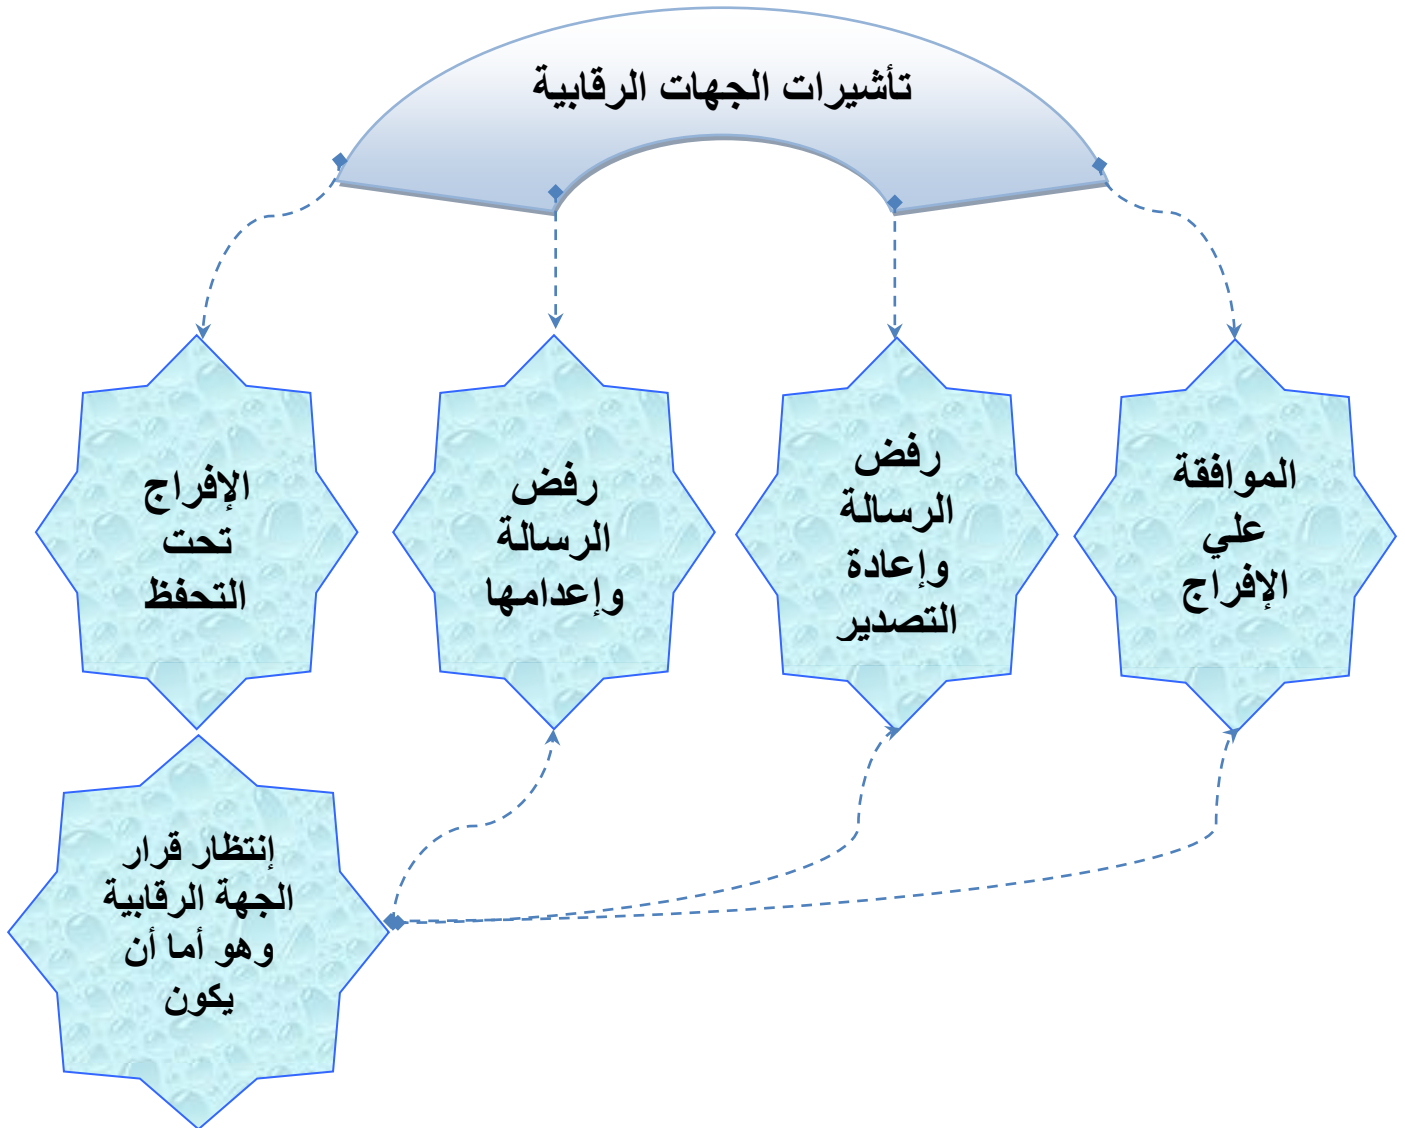 تأشيرات الجهات الرقابية
الموافقة
علي
الإفراج
رفض
الرسالة
وإعادة
التصدير
رفض
الرسالة
وإعدامها
الإفراج
تحت
التحفظ
إنتظار قرار
الجهة الرقابية
وهو أما أن
يكون